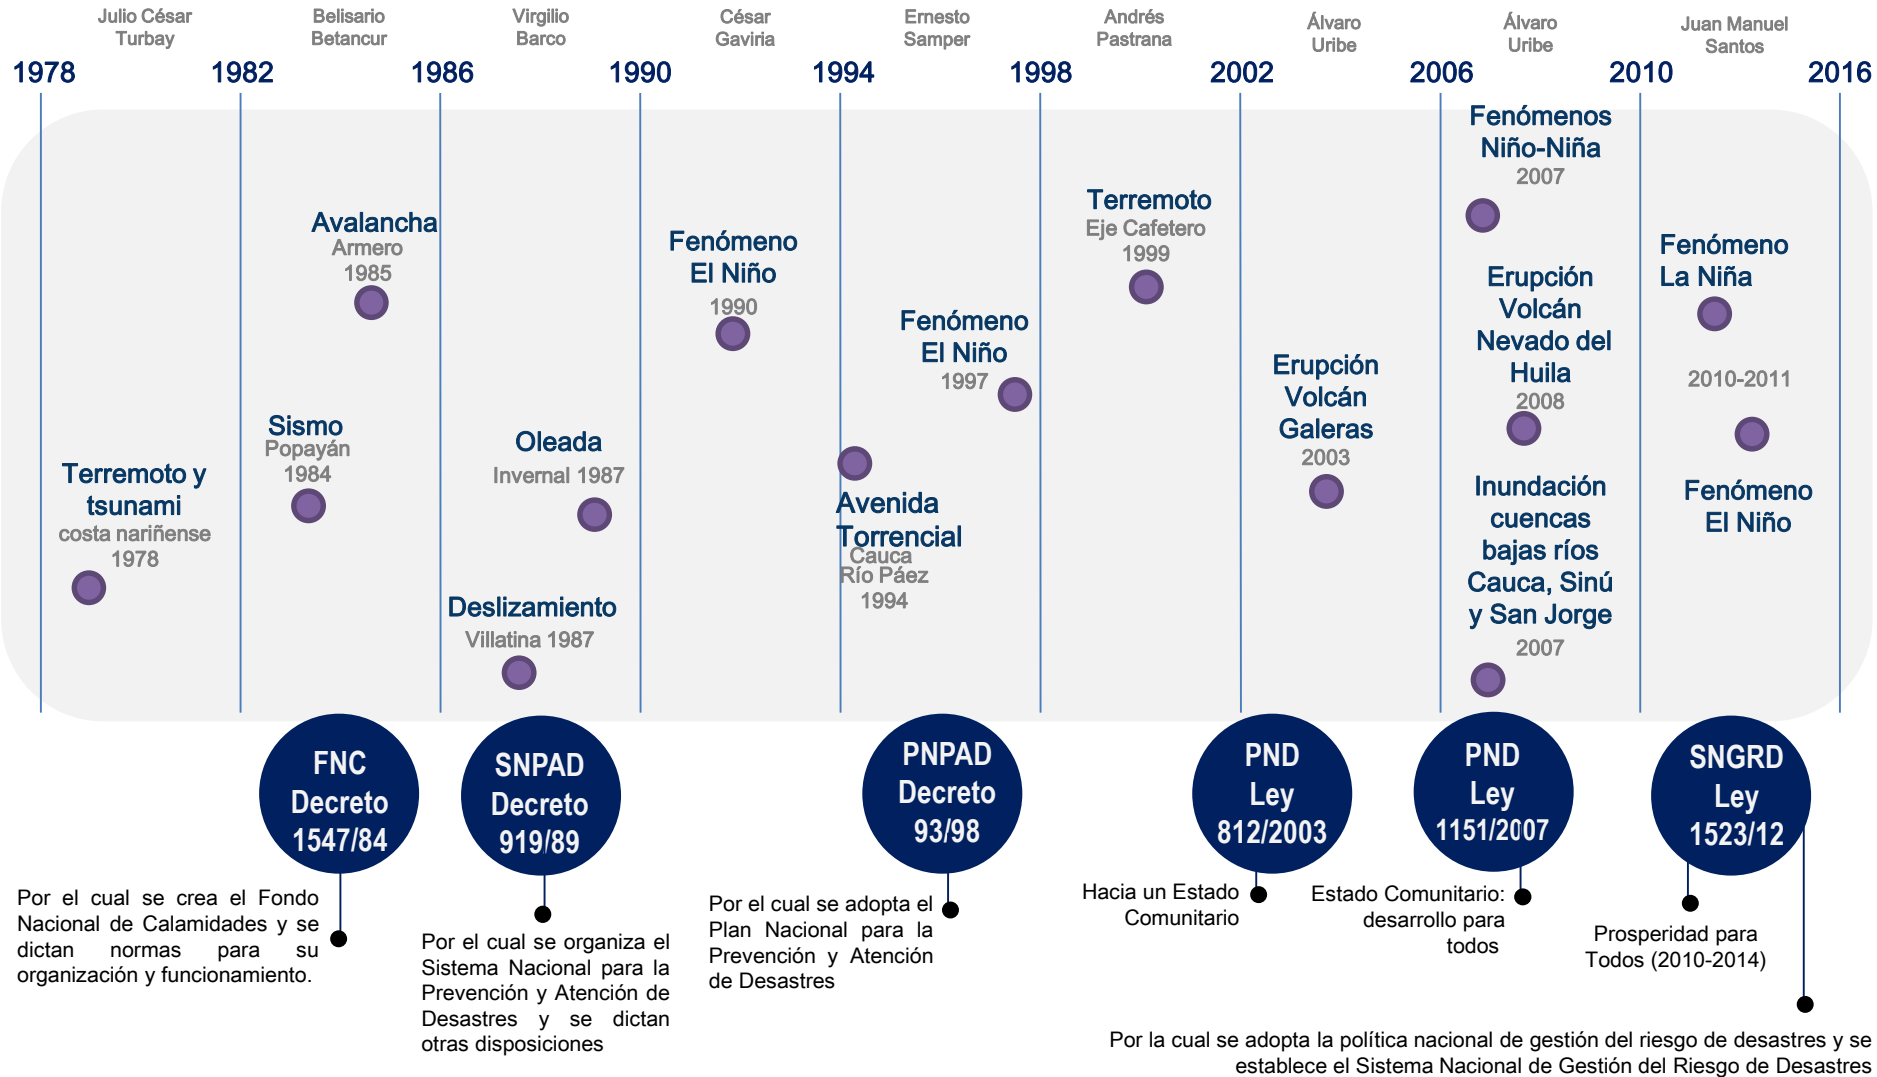 Julio César
Turbay
Belisario
Betancur
Virgilio
Barco
César
Gaviria
Ernesto
Samper
Andrés
Pastrana
Álvaro
Uribe
Álvaro
Uribe
Juan Manuel
Santos
1978
1982
1986
1990
1994
1998
2002
2006
2010
2016
Terremoto y
tsunami
costa nariñense
1978
Avalancha
Armero
1985
Sismo
Popayán
1984
Oleada
Invernal 1987
Deslizamiento
Villatina 1987
Fenómeno
El Niño
1990
Fenómeno
El Niño
1997
Avenida
Torrencial
Cauca
Río Páez
1994
Terremoto
Eje Cafetero
1999
Erupción
Volcán
Galeras
2003
Fenómenos
Niño-Niña
2007
Erupción
Volcán
Nevado del
Huila
2008
Inundación
cuencas
bajas ríos
Cauca, Sinú
y San Jorge
2007
Fenómeno
La Niña
2010-2011
Fenómeno
El Niño
FNC
Decreto
1547/84
SNPAD
Decreto
919/89
PNPAD
Decreto
93/98
PND
Ley
812/2003
PND
Ley
1151/2007
SNGRD
Ley
1523/12
Por el cual se crea el Fondo
Nacional de Calamidades y se
dictan normas para su
organización y funcionamiento.
Por el cual se organiza el
Sistema Nacional para la
Prevención y Atención de
Desastres y se dictan
otras disposiciones
Por el cual se adopta el
Plan Nacional para la
Prevención y Atención
de Desastres
Hacia un Estado
Comunitario
Estado Comunitario:
desarrollo para
todos
Prosperidad para
Todos (2010-2014)
Por la cual se adopta la política nacional de gestión del riesgo de desastres y se
establece el Sistema Nacional de Gestión del Riesgo de Desastres